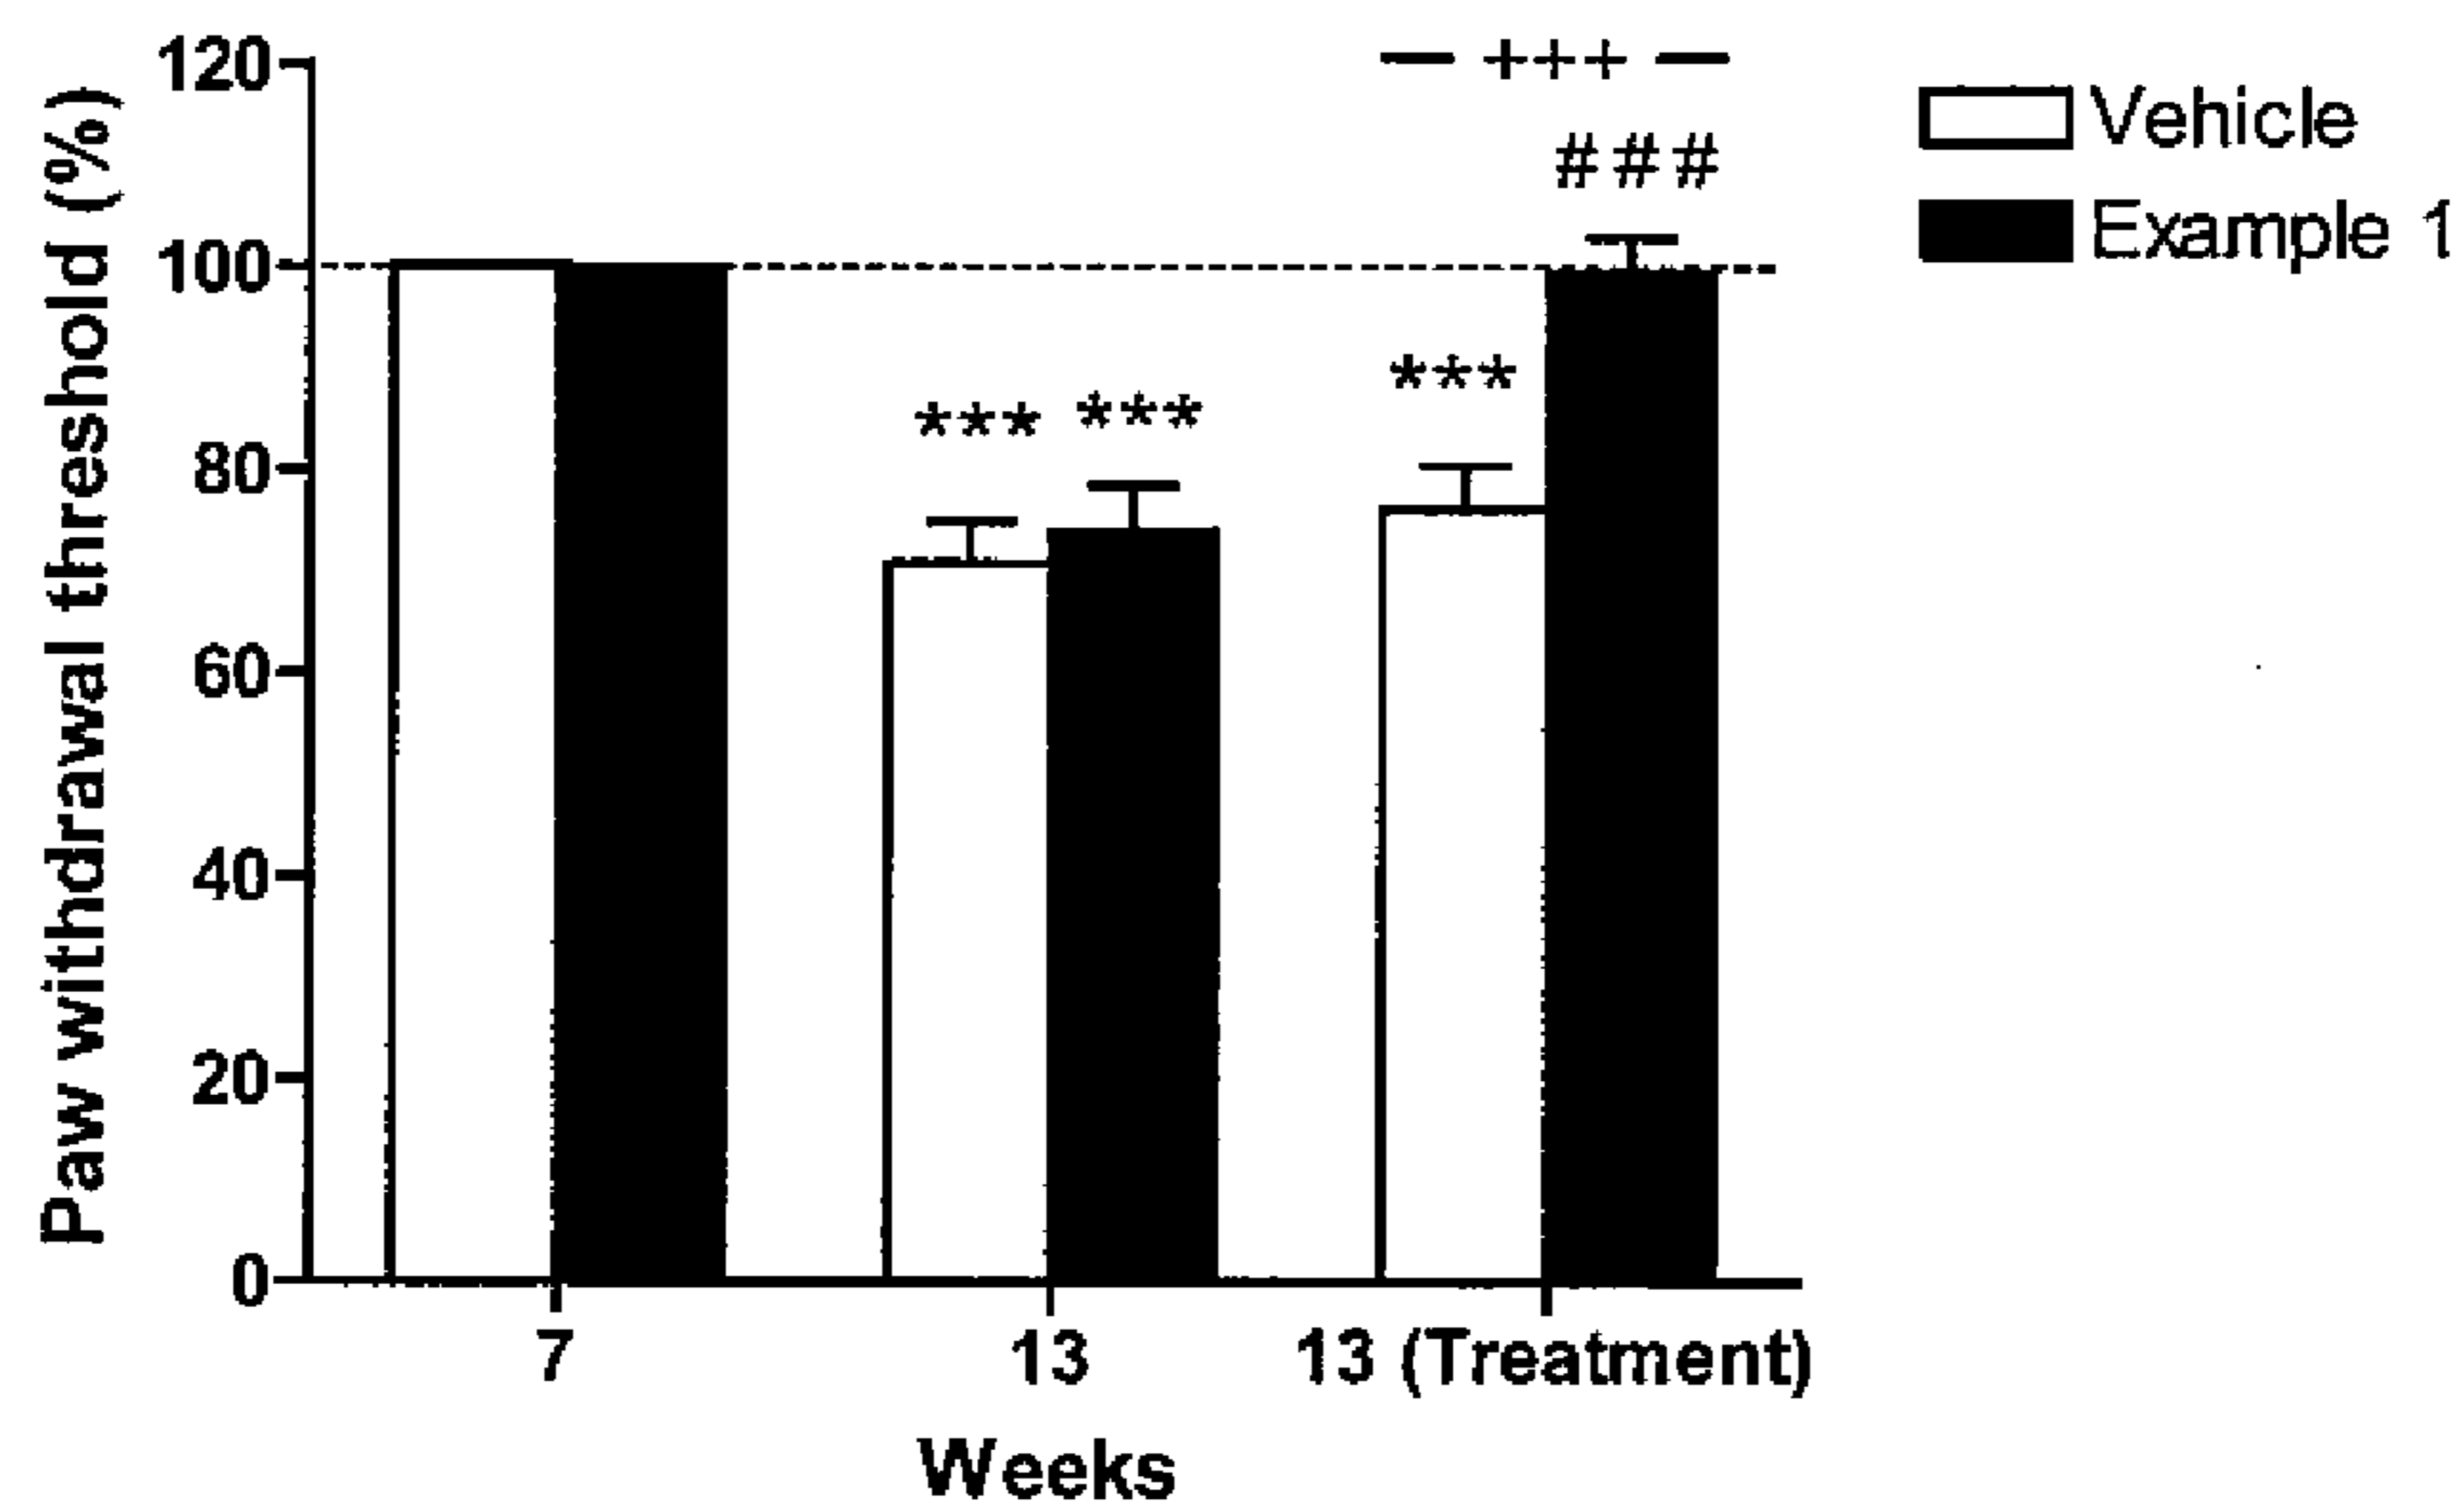 Paw withdrawal threshold (%)
120
100
80
60
40
20
0
— +++ —
###
*** *** ***
Vehicle
Example 1
7 13 13 (Treatment)
Weeks